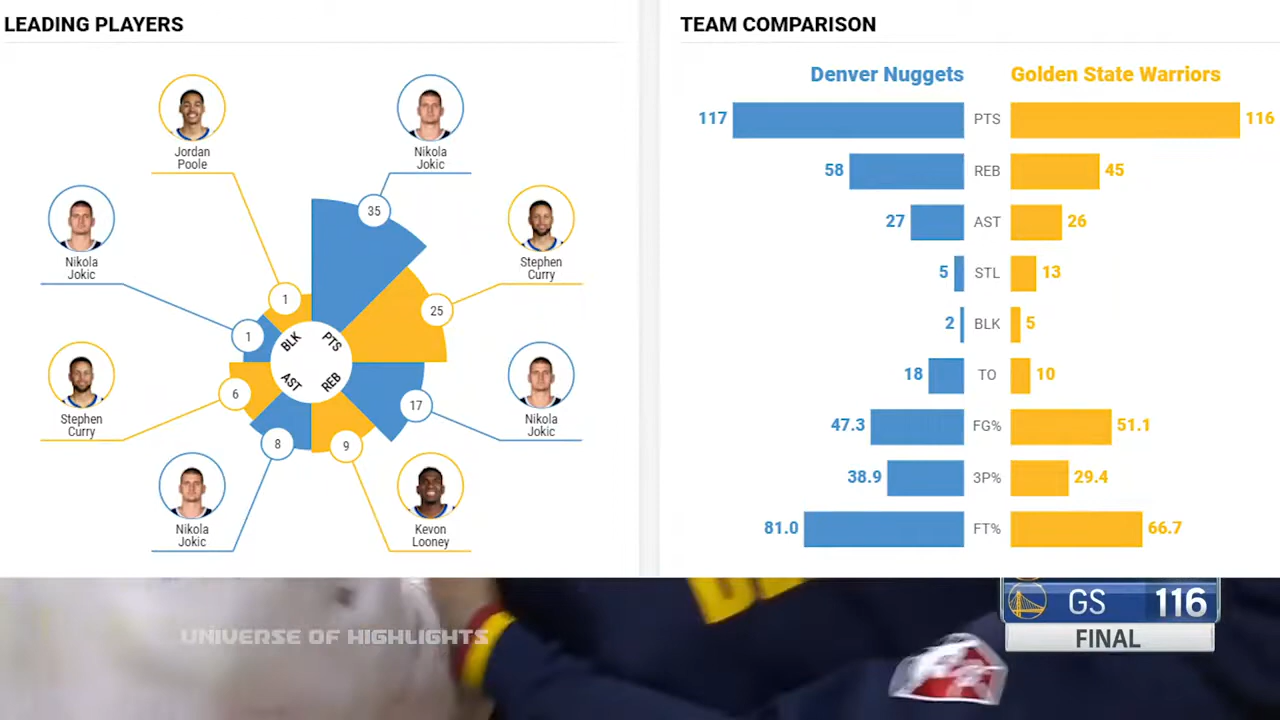 LEADING PLAYERS
Jordan
Poole
Nikola
Jokic
35
Nikola
Jokic
Stephen
Curry
1
25
1
BLK
PTS
AST
REB
6
17
Stephen
Curry
Nikola
Jokic
8
9
Nikola
Jokic
Kevon
Looney
TEAM COMPARISON
Denver Nuggets
Golden State Warriors
117 PTS 116
58 REB 45
27 AST 26
5 STL 13
2 BLK 5
18 TO 10
47.3 FG% 51.1
38.9 3P% 29.4
81.0 FT% 66.7
UNIVERSE OF HIGHLIGHTS
GS 116
FINAL